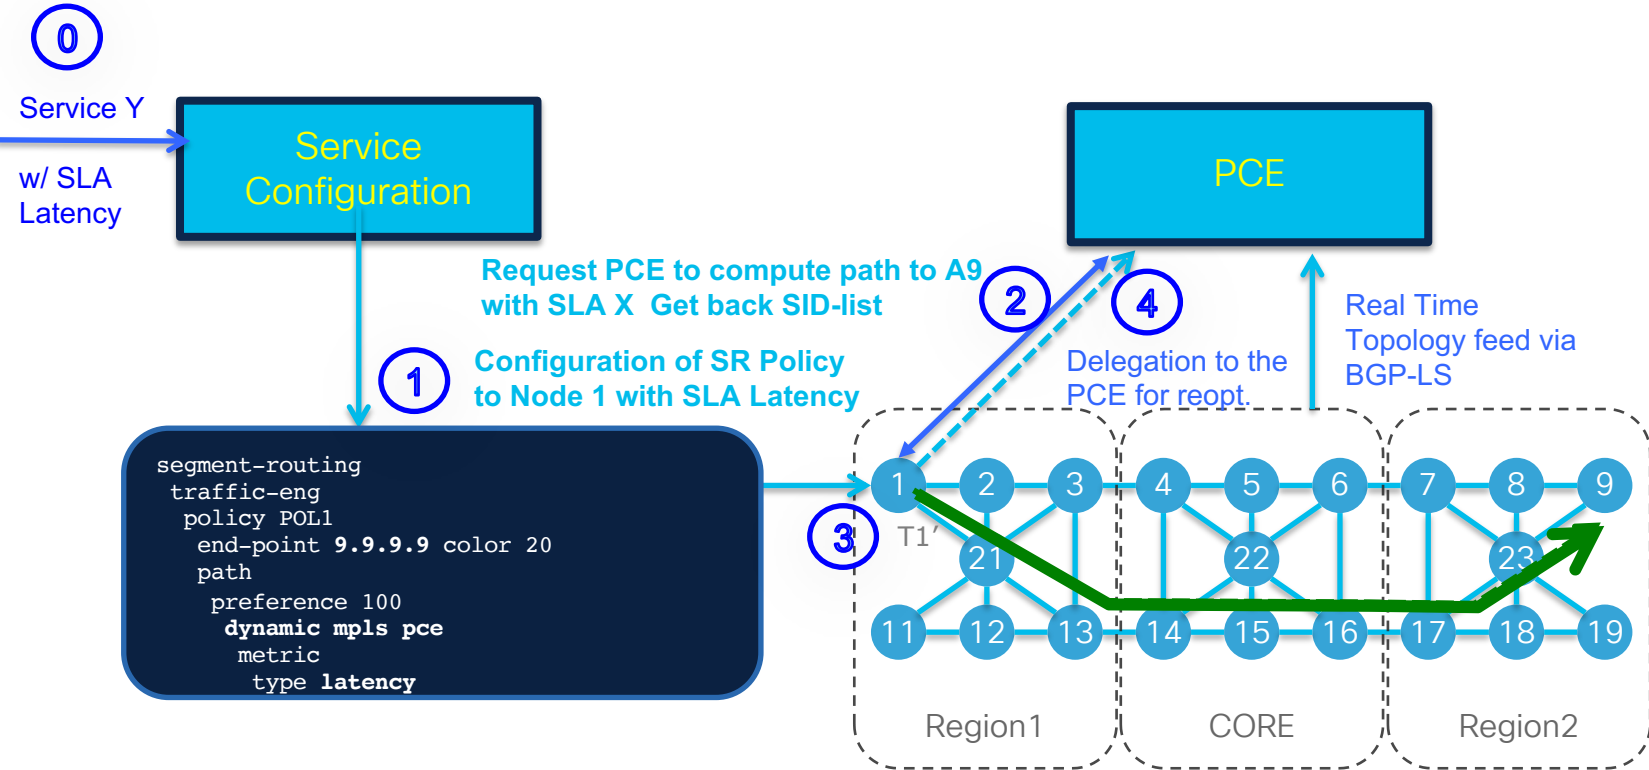 0
Service Y
w/ SLA
Latency
Service
Configuration
PCE
Request PCE to compute path to A9
with SLA X  Get back SID-list
2
4
Real Time
Topology feed via
BGP-LS
Delegation to the
PCE for reopt.
1
Configuration of SR Policy
to Node 1 with SLA Latency
segment-routing
traffic-eng
policy POL1
end-point 9.9.9.9 color 20
path
preference 100
dynamic mpls pce
metric
type latency
3
T1'
1 2 3 4 5 6 7 8 9
21 22 23
11 12 13 14 15 16 17 18 19
Region1
CORE
Region2